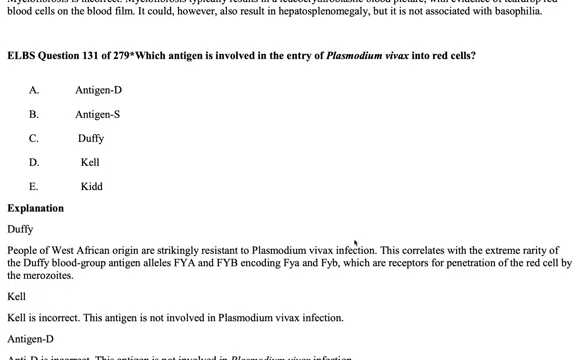 Myelofibrosis is incorrect. Myelofibrosis typically results in a leucoerythroblastic blood picture, with evidence of teardrop red
blood cells on the blood film. It could, however, also result in hepatosplenomegaly, but it is not associated with basophilia.
ELBS Question 131 of 279*Which antigen is involved in the entry of Plasmodium vivax into red cells?
A. Antigen-D
B. Antigen-S
C. Duffy
D. Kell
E. Kidd
Explanation
Duffy
People of West African origin are strikingly resistant to Plasmodium vivax infection. This correlates with the extreme rarity of
the Duffy blood-group antigen alleles FYA and FYB encoding Fya and Fyb, which are receptors for penetration of the red cell by
the merozoites.
Kell
Kell is incorrect. This antigen is not involved in Plasmodium vivax infection.
Antigen-D
Anti-D is incorrect. This antigen is not involved in Plasmodium vivax infection.